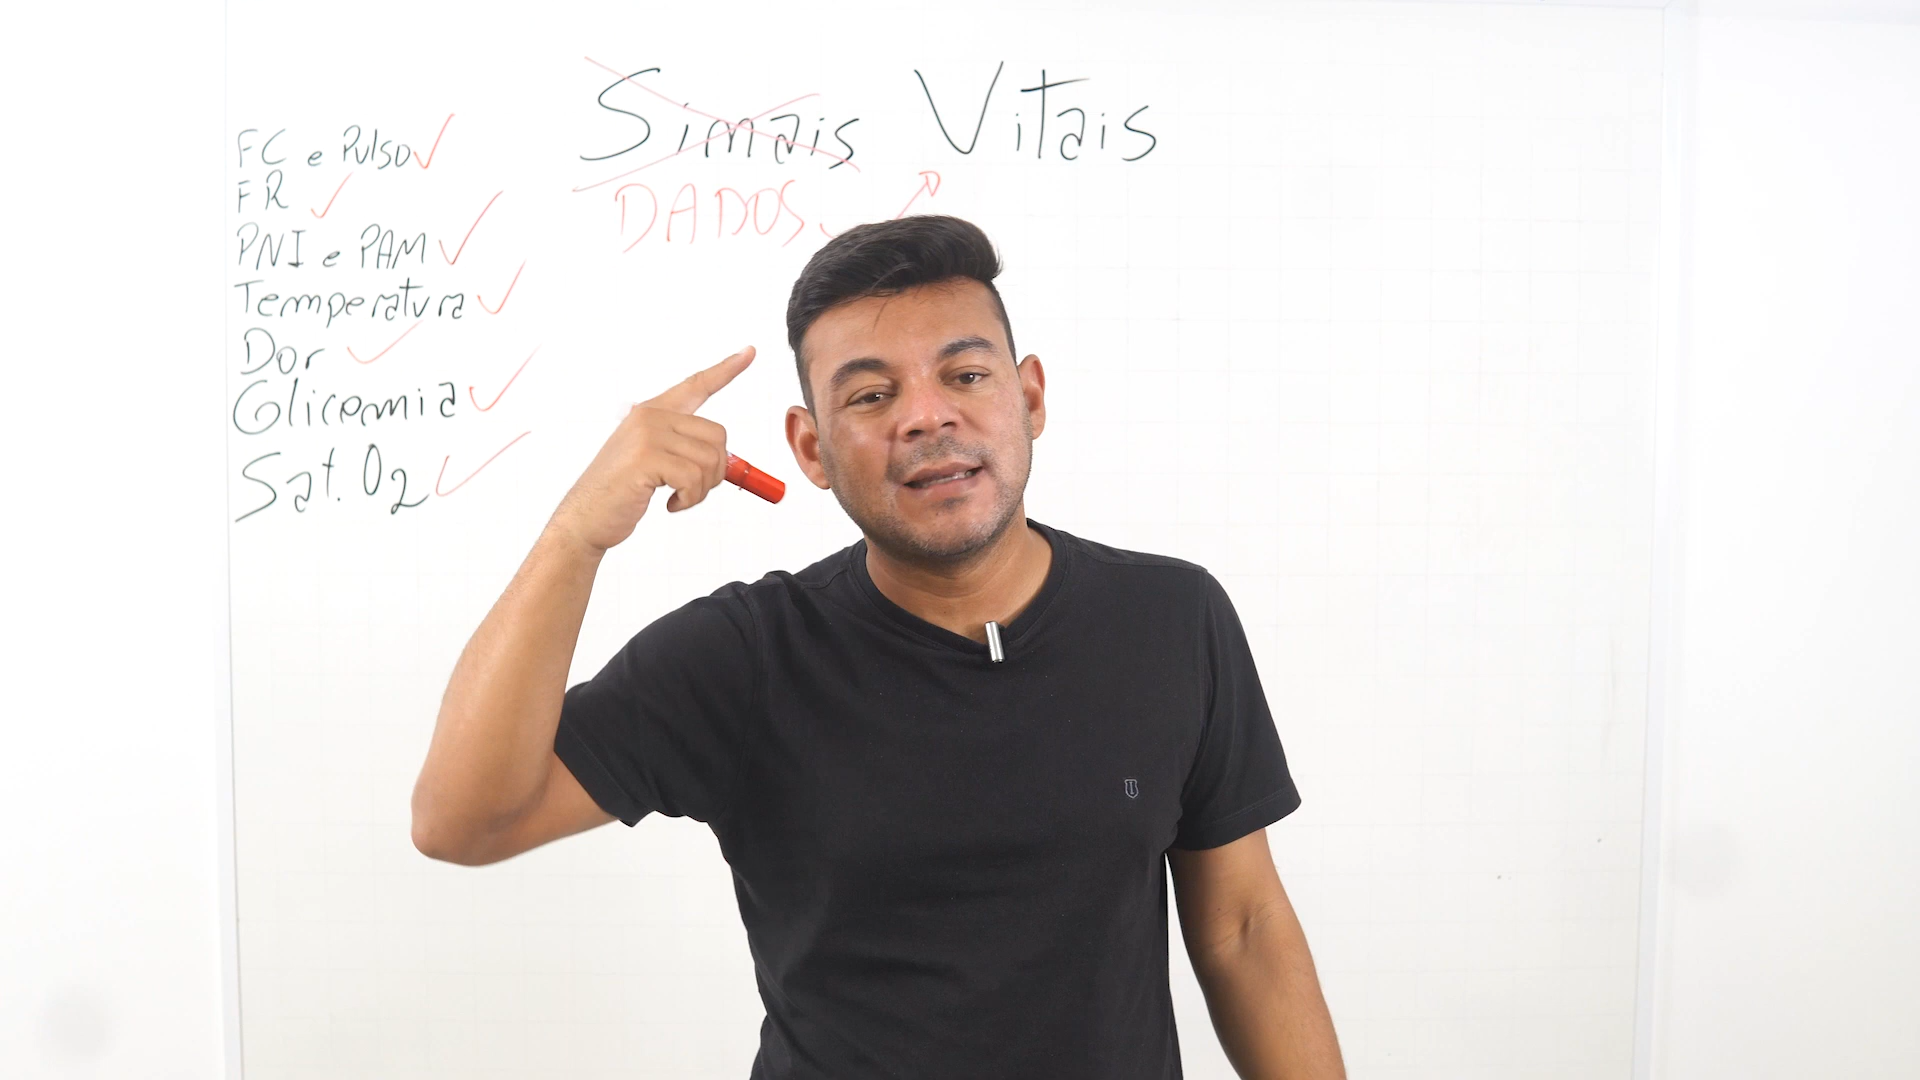 Sinais Vitais
DADOS
FC e Pulso
FR
PNI e PAM
Temperatura
Dor
Glicemia
Sat. O2